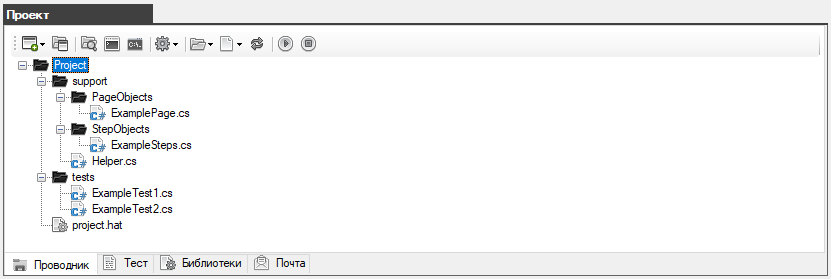 Проект
Project
support
PageObjects
ExamplePage.cs
StepObjects
ExampleSteps.cs
Helper.cs
tests
ExampleTest1.cs
ExampleTest2.cs
project.hat
Проводник Тест Библиотеки Почта